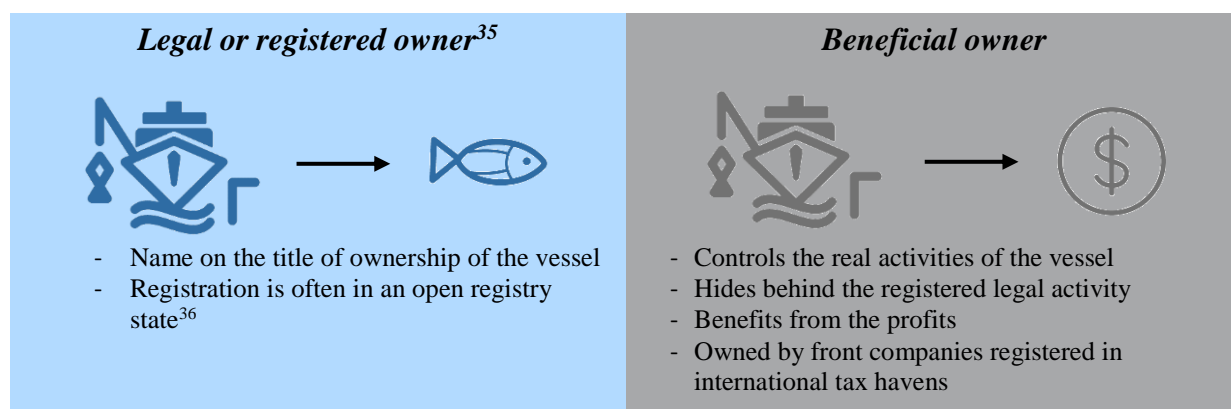 Legal or registered owner35
- Name on the title of ownership of the vessel
- Registration is often in an open registry
state36
Beneficial owner
$
- Controls the real activities of the vessel
- Hides behind the registered legal activity
- Benefits from the profits
- Owned by front companies registered in
international tax havens